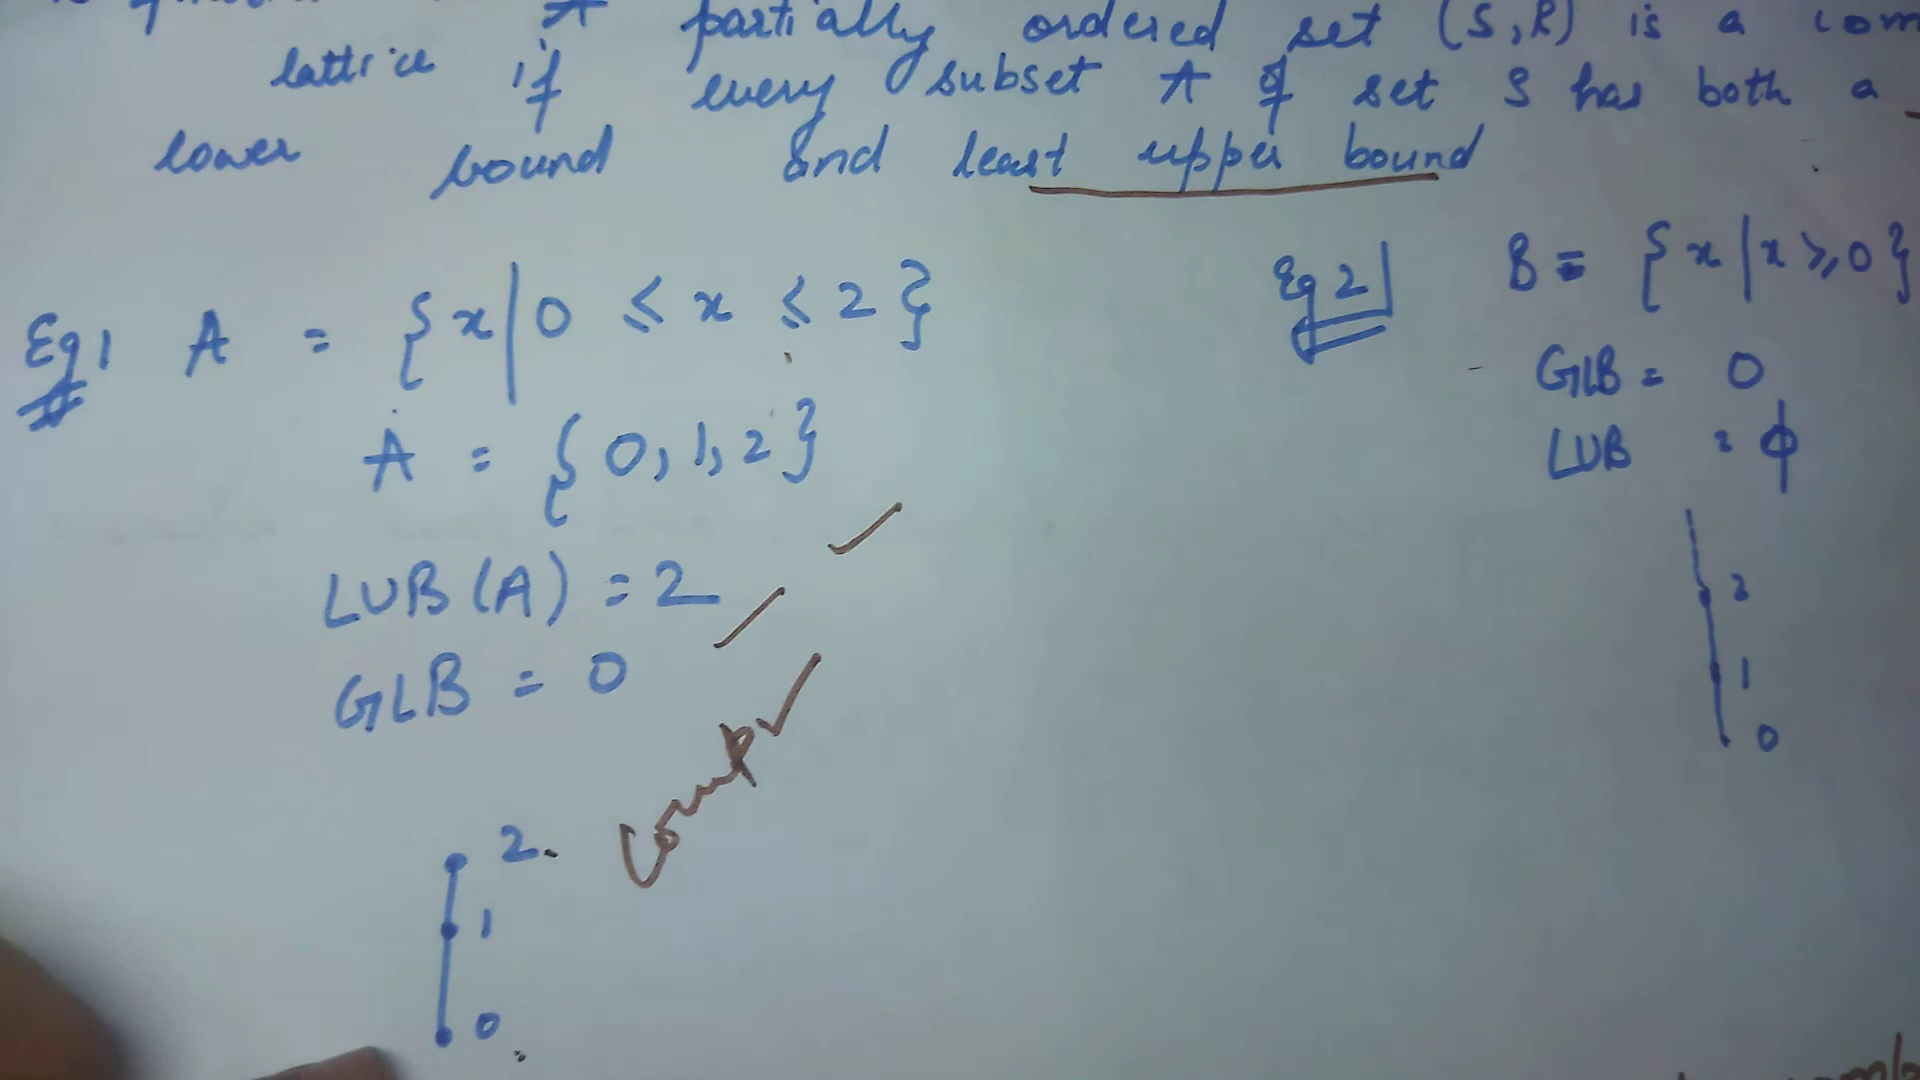 A partially ordered set (S,R) is a com
lattice if every subset A of set S has both a
lower bound and least upper bound
Eg1 A = {x|0 ≤ x ≤ 2}
A = {0,1,2}
LUB(A) = 2
GLB = 0
2
1
0
Eg 2 B = {x|x ≥ 0}
GLB = 0
LUB = ϕ
2
1
0